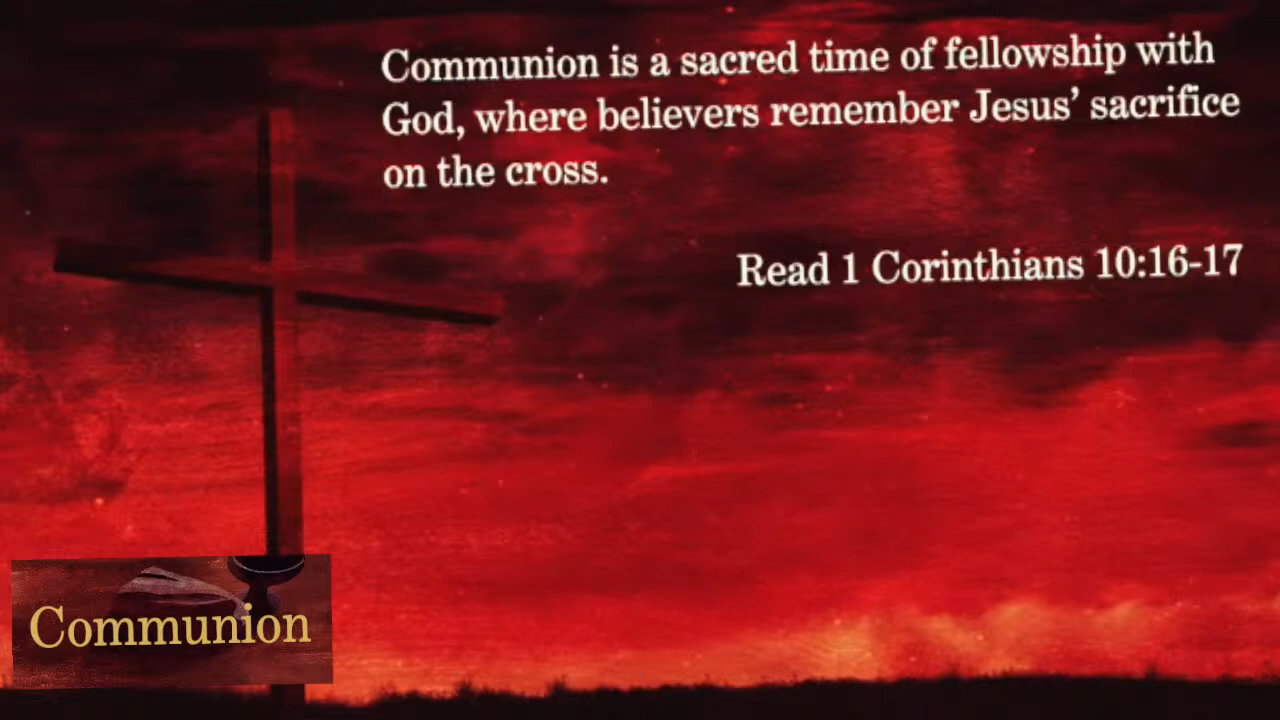 Communion is a sacred time of fellowship with
God, where believers remember Jesus’ sacrifice
on the cross.
Read 1 Corinthians 10:16-17
Communion